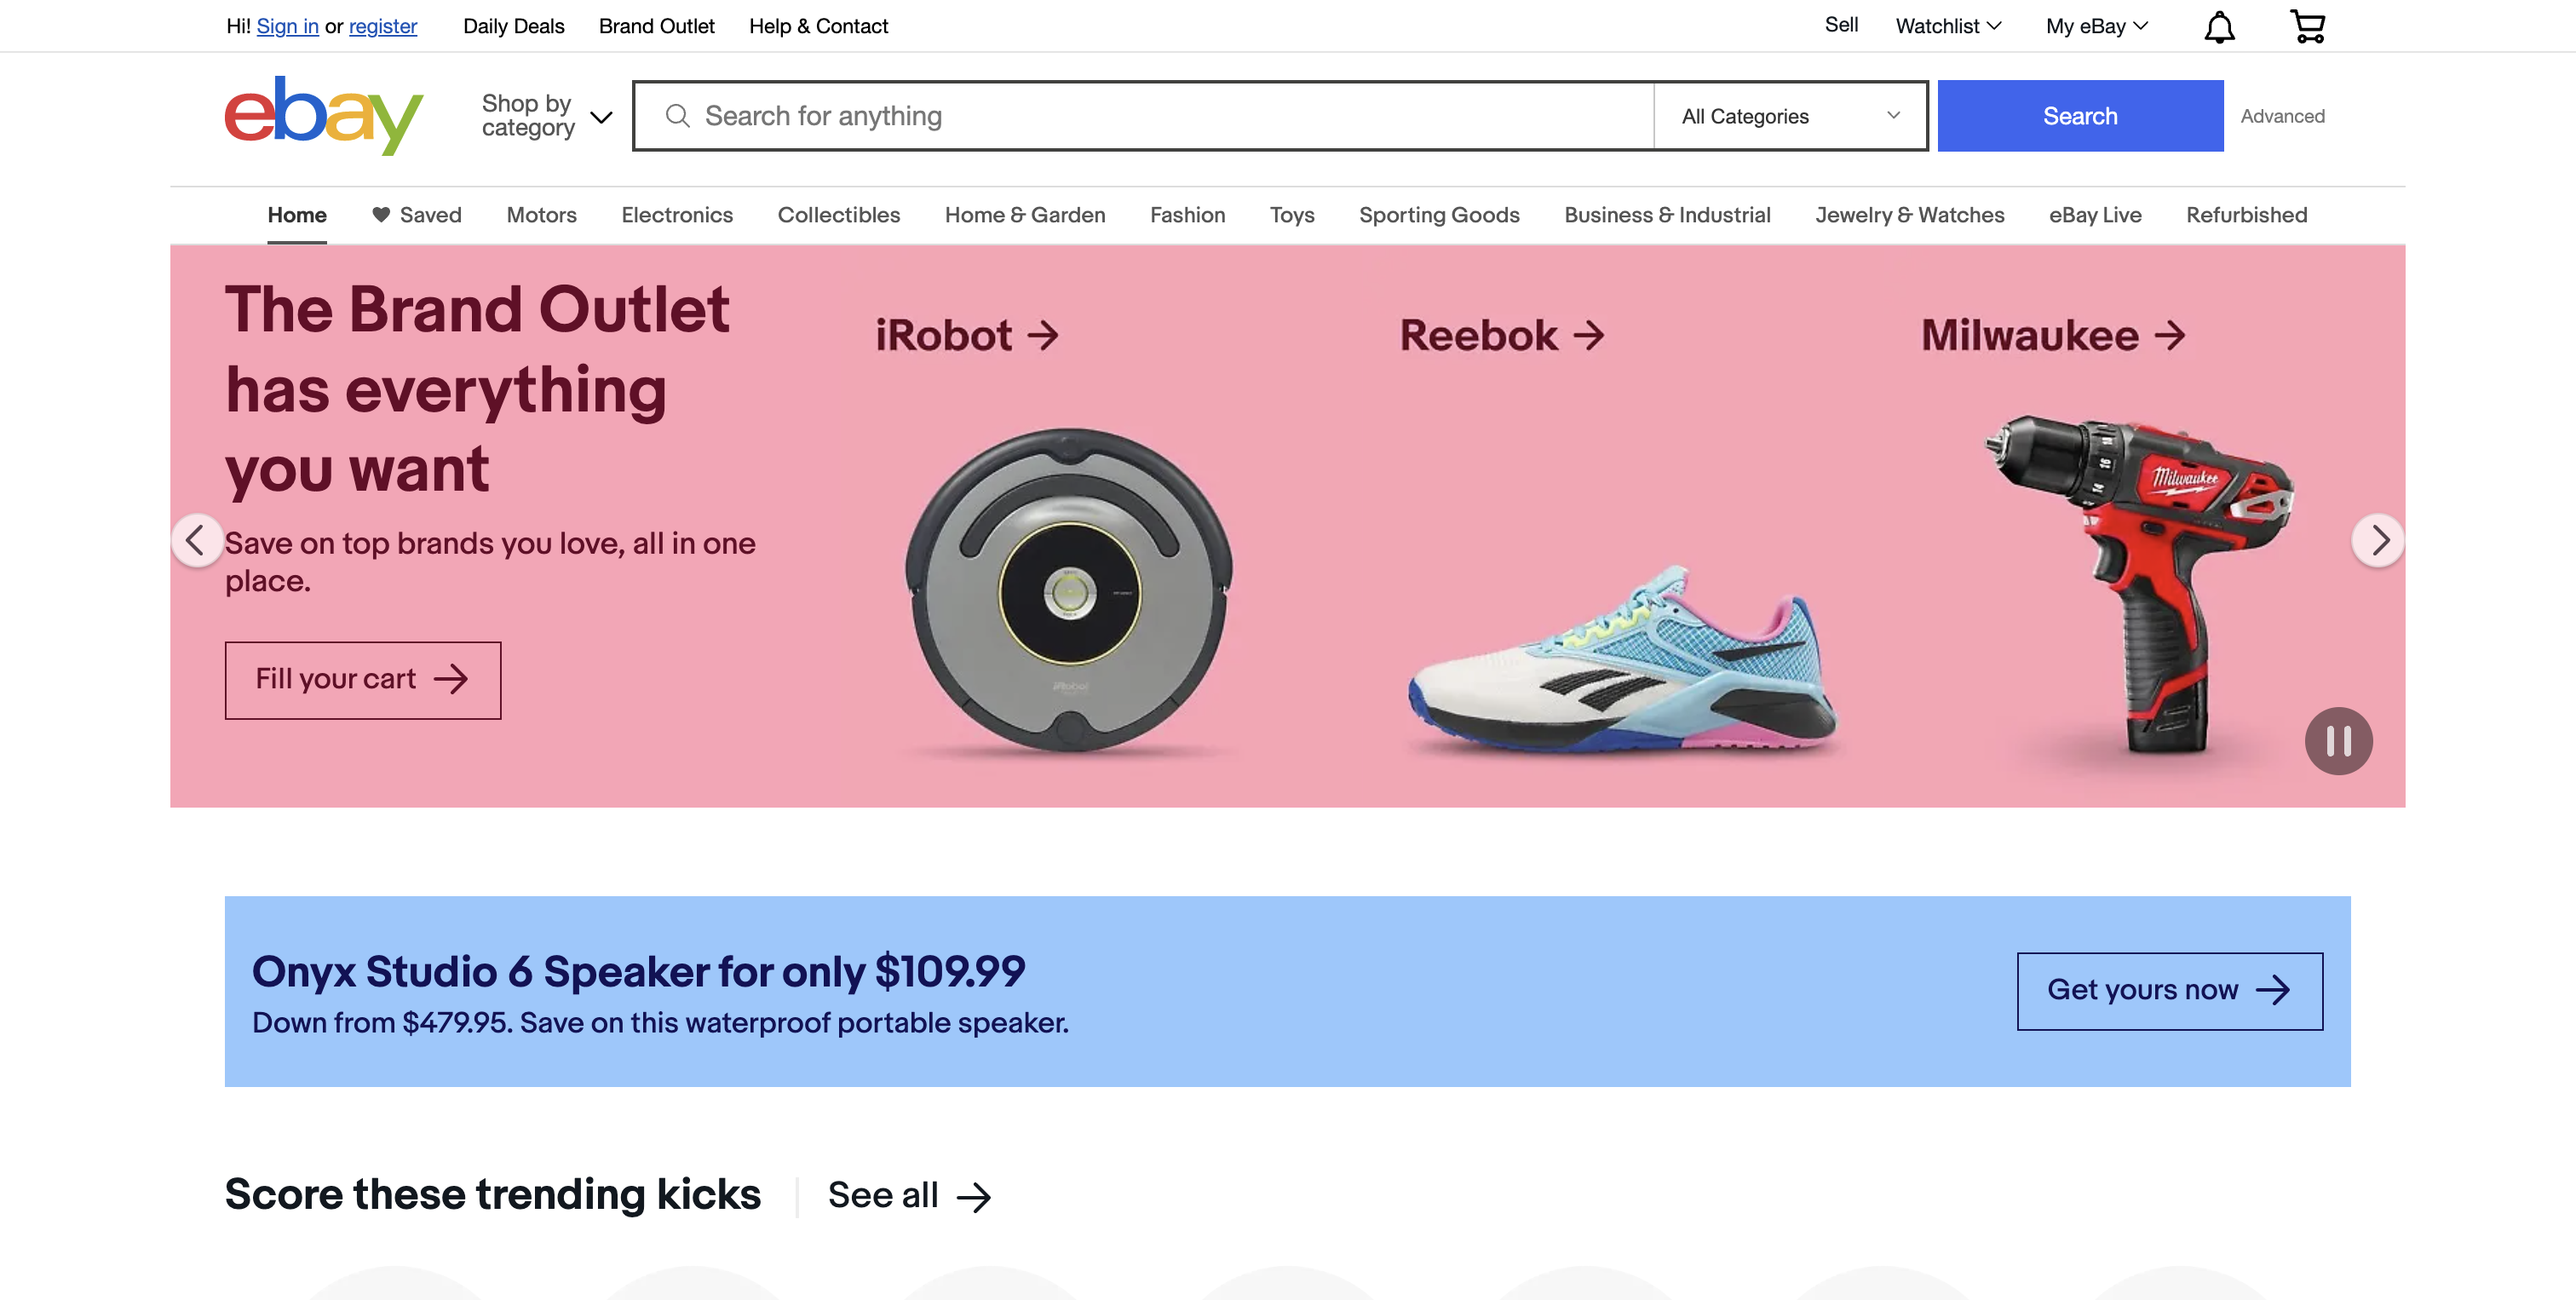 Hi! Sign in or register Daily Deals Brand Outlet Help & Contact Sell Watchlist My eBay
ebay
Shop by
category
Search for anything
All Categories
Search
Advanced
Home Saved Motors Electronics Collectibles Home & Garden Fashion Toys Sporting Goods Business & Industrial Jewelry & Watches eBay Live Refurbished
The Brand Outlet
has everything
you want
Save on top brands you love, all in one
place.
Fill your cart
iRobot
Reebok
Milwaukee
iRobot
Milwaukee
Onyx Studio 6 Speaker for only $109.99
Down from $479.95. Save on this waterproof portable speaker.
Get yours now
Score these trending kicks
See all